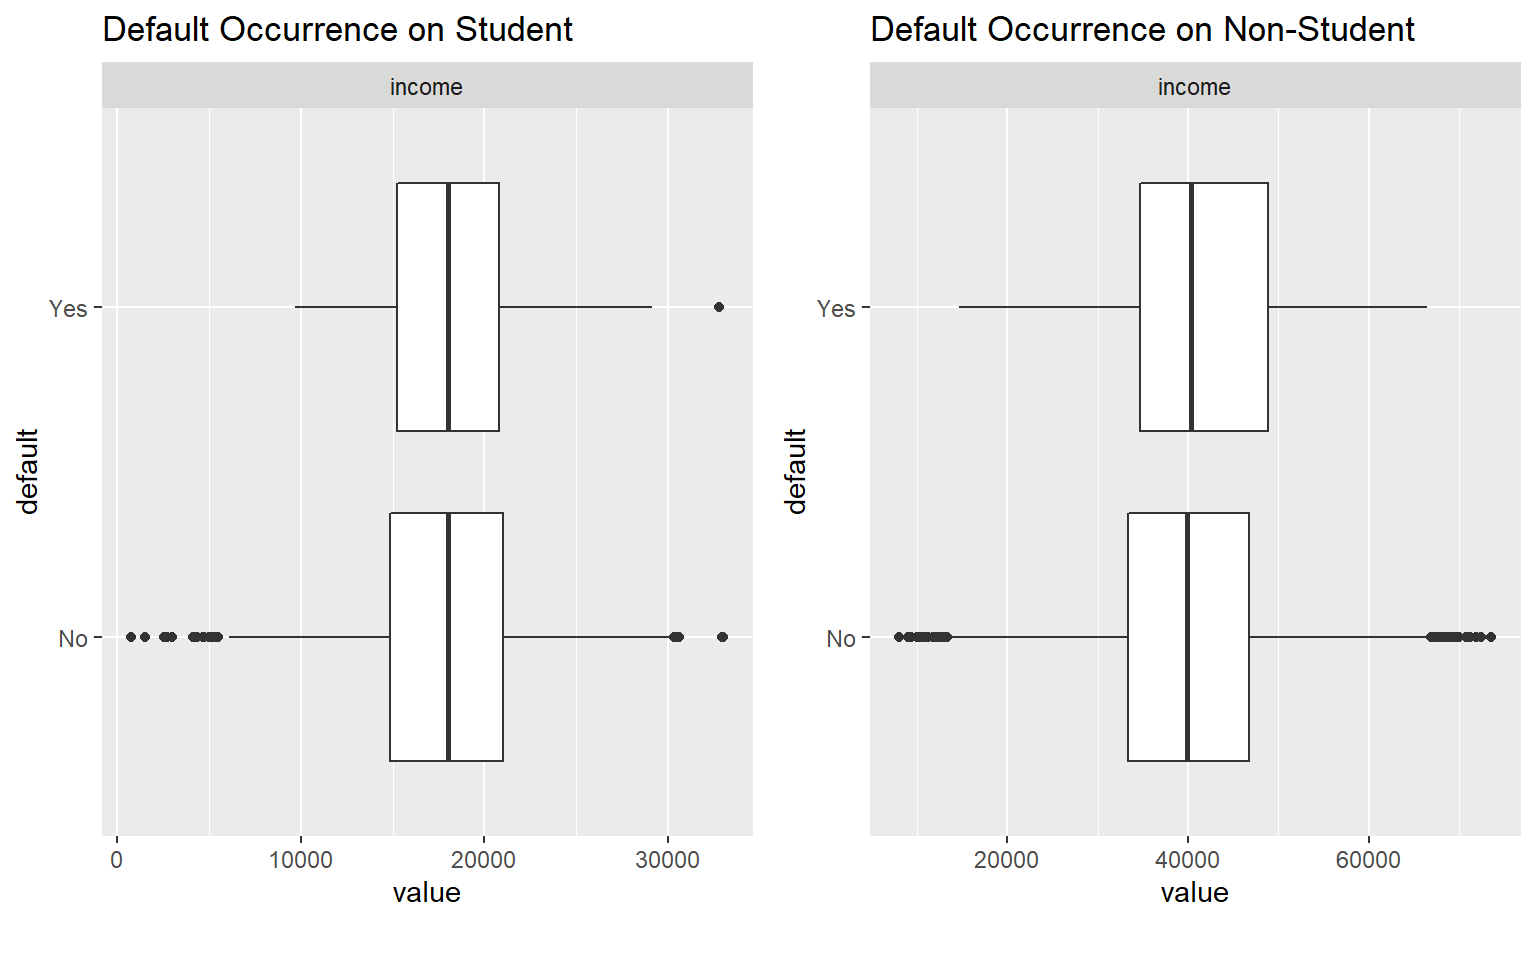 Default Occurrence on Student
income
Yes
No
default
0 10000 20000 30000
value
Default Occurrence on Non-Student
income
Yes
No
default
20000 40000 60000
value